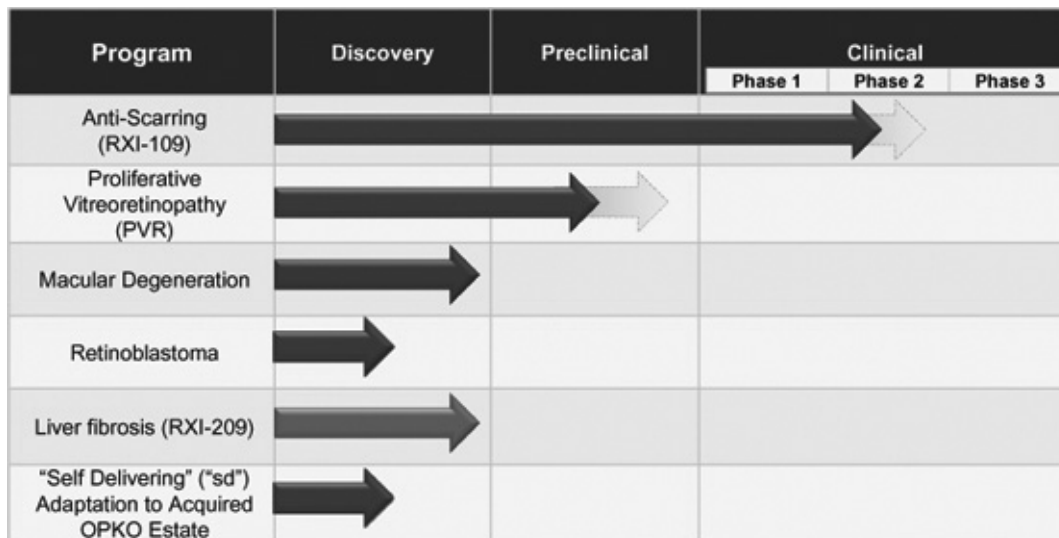 Program
Discovery
Preclinical
Clinical
Phase 1
Phase 2
Phase 3
Anti-Scarring
(RXI-109)
Proliferative
Vitreoretinopathy
(PVR)
Macular Degeneration
Retinoblastoma
Liver fibrosis (RXI-209)
“Self Delivering” (“sd”)
Adaptation to Acquired
OPKO Estate